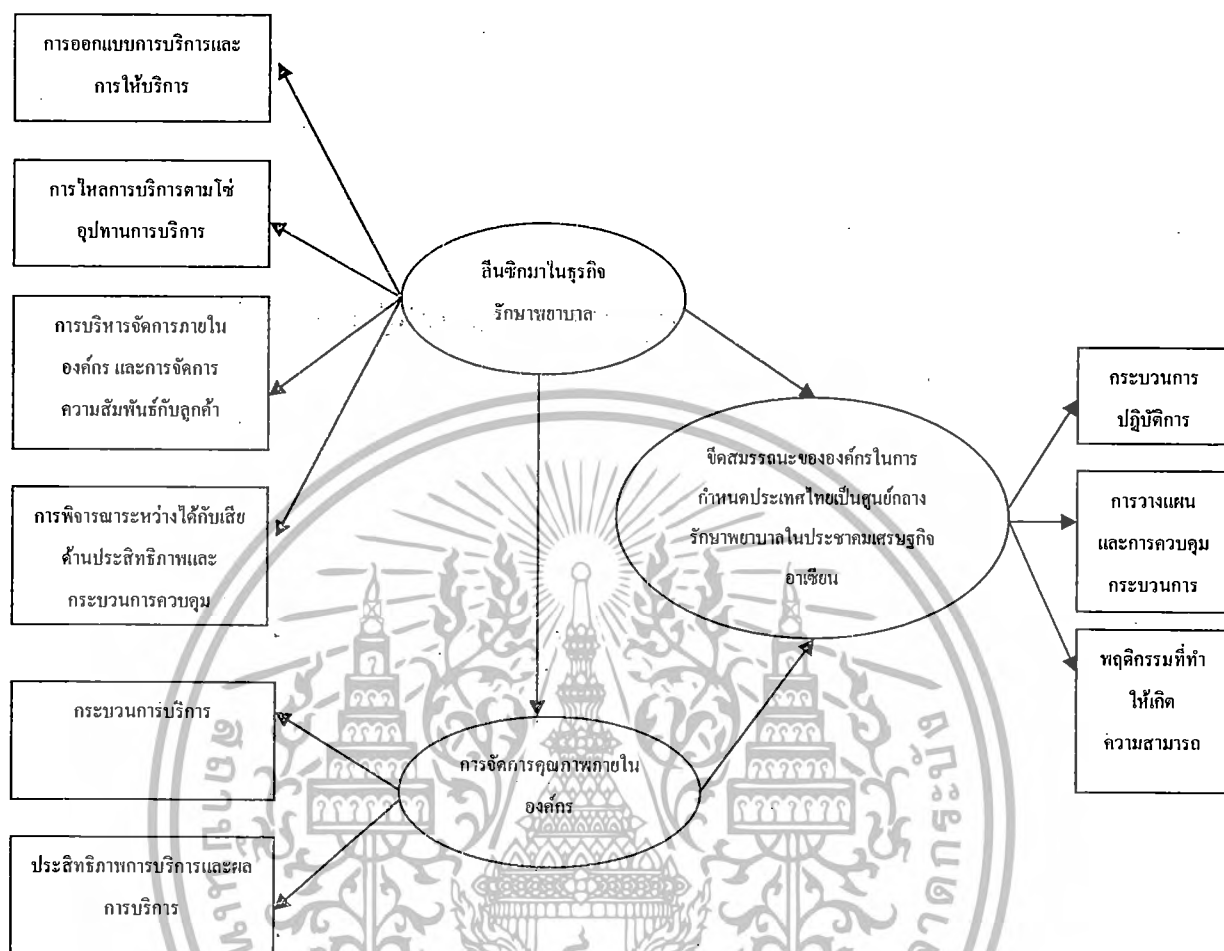 การออกแบบการบริการและ
การให้บริการ
การไหลการบริการตามโซ่
อุปทานการบริการ
การบริหารจัดการภายใน
องค์กร และการจัดการ
ความสัมพันธ์กับลูกค้า
การพิจารณาระหว่างได้กับเสีย
ด้านประสิทธิภาพและ
กระบวนการควบคุม
กระบวนการบริการ
ประสิทธิภาพการบริการและผล
การบริการ
ลีนซิกมาในธุรกิจ
รักษาพยาบาล
การจัดการคุณภาพภายใน
องค์กร
ขีดสมรรถนะขององค์กรในการ
กำหนดประเทศไทยเป็นศูนย์กลาง
รักษาพยาบาลในประชาคมเศรษฐกิจ
อาเซียน
กระบวนการ
ปฏิบัติการ
การวางแผน
และการควบคุม
กระบวนการ
พฤติกรรมที่ทำ
ให้เกิด
ความสามารถ